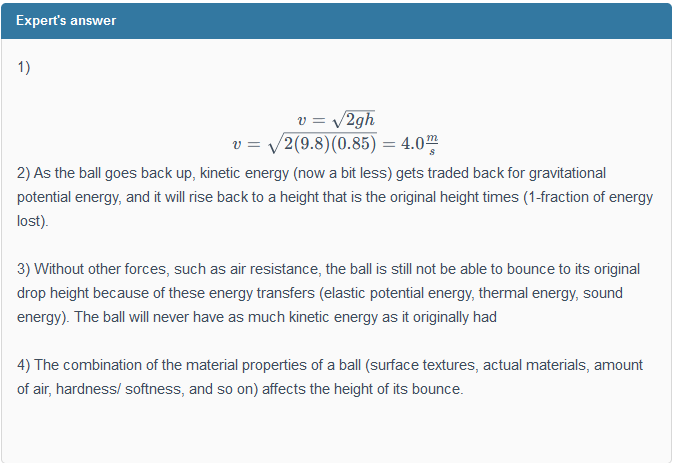 Expert's answer
1)
v = √2gh
v = √2(9.8)(0.85) = 4.0 m/s
2) As the ball goes back up, kinetic energy (now a bit less) gets traded back for gravitational
potential energy, and it will rise back to a height that is the original height times (1-fraction of energy
lost).
3) Without other forces, such as air resistance, the ball is still not be able to bounce to its original
drop height because of these energy transfers (elastic potential energy, thermal energy, sound
energy). The ball will never have as much kinetic energy as it originally had
4) The combination of the material properties of a ball (surface textures, actual materials, amount
of air, hardness/ softness, and so on) affects the height of its bounce.